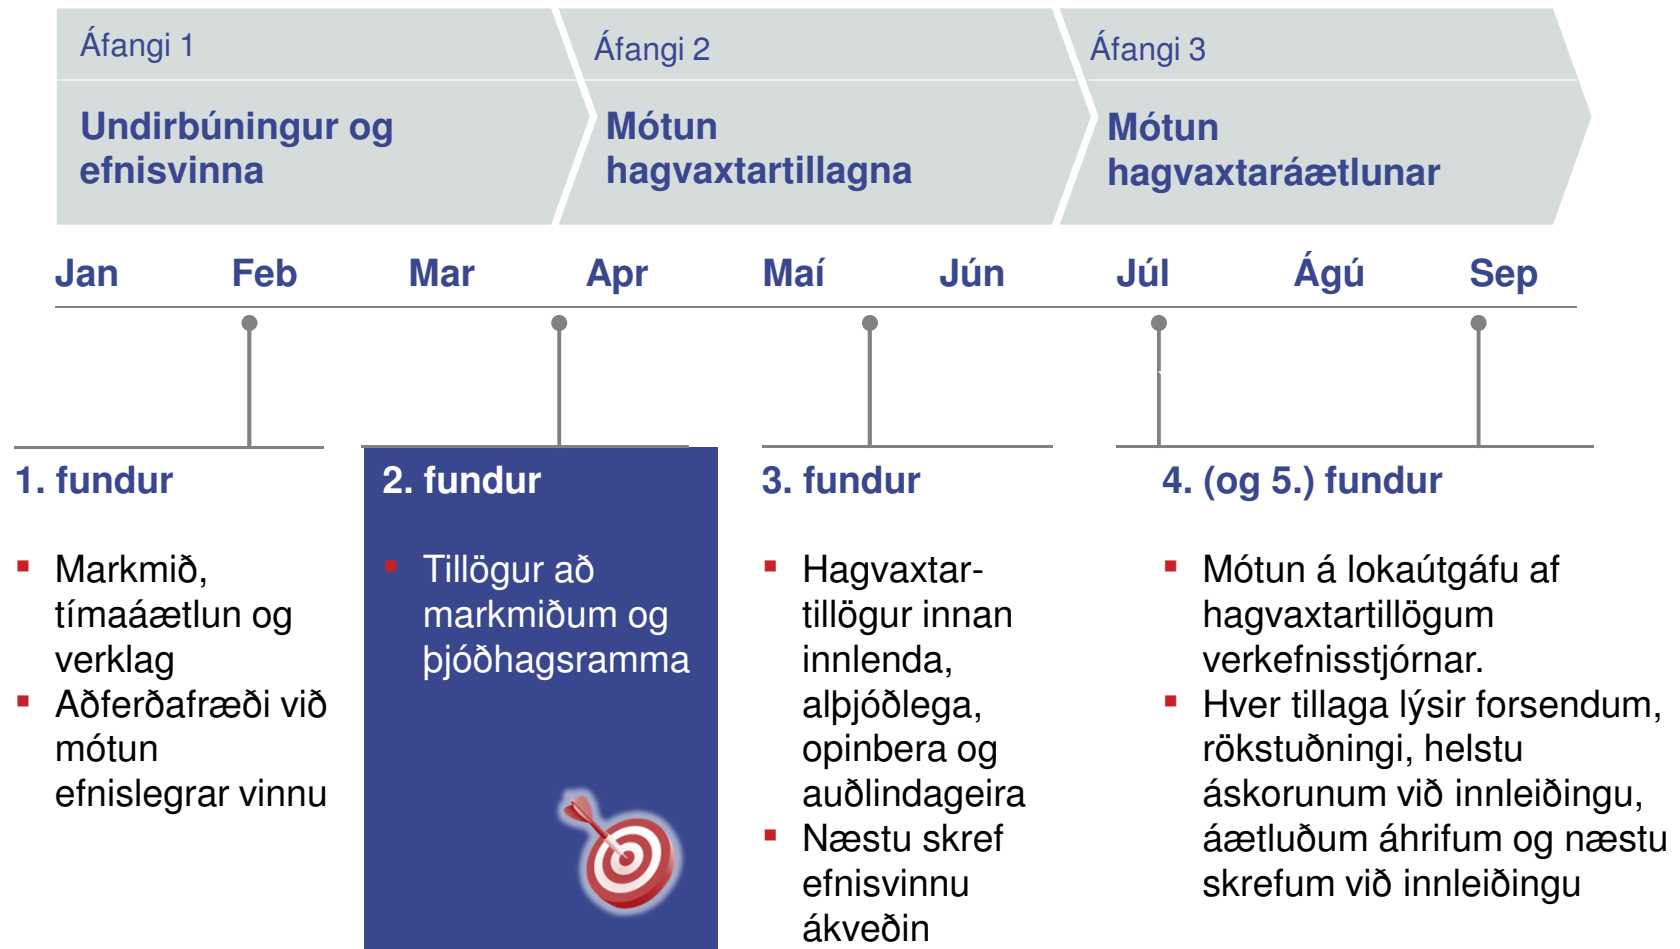 Áfangi 1
Undirbúningur og
efnisvinna
Áfangi 2
Mótun
hagvaxtartillagna
Áfangi 3
Mótun
hagvaxtaráætlunar
Jan Feb Mar Apr Maí Jún Júl Ágú Sep
1. fundur
Markmið,
tímaáætlun og
verklag
Aðferðafræði við
mótun
efnislegrar vinnu
2. fundur
Tillögur að
markmiðum og
þjóðhagsramma
3. fundur
Hagvaxtar-
tillögur innan
innlenda,
alþjóðlega,
opinbera og
auðlindageira
Næstu skref
efnisvinnu
ákveðin
4. (og 5.) fundur
Mótun á lokaútgáfu af
hagvaxtartillögum
verkefnisstjórnar.
Hver tillaga lýsir forsendum,
rökstuðningi, helstu
áskorunum við innleiðingu,
áætluðum áhrifum og næstu
skrefum við innleiðingu